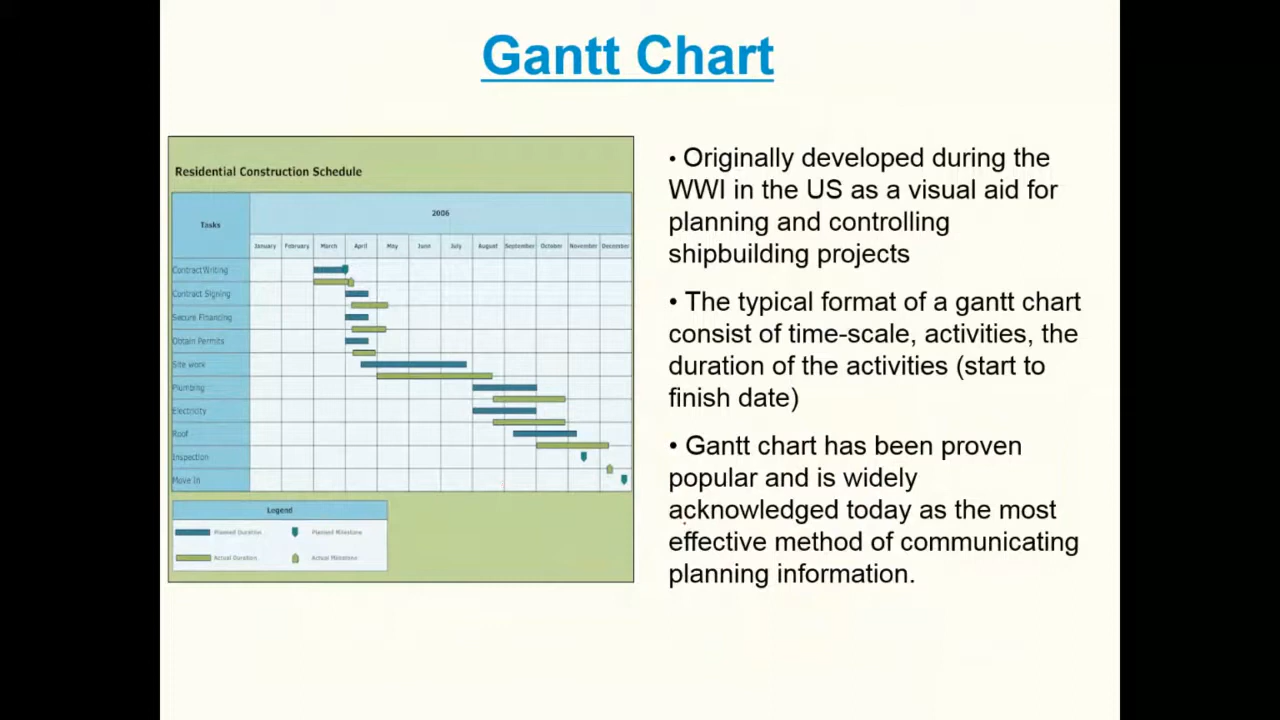 Gantt Chart
Residential Construction Schedule
Tasks
2006
January February March April May June July August September October November December
Contract Writing
Contract Signing
Secure Financing
Obtain Permits
Site work
Plumbing
Electricity
Roof
Inspection
Move In
Legend
Planned Duration Planned Milestone
Actual Duration Actual Milestone
• Originally developed during the
WWI in the US as a visual aid for
planning and controlling
shipbuilding projects
• The typical format of a gantt chart
consist of time-scale, activities, the
duration of the activities (start to
finish date)
• Gantt chart has been proven
popular and is widely
acknowledged today as the most
effective method of communicating
planning information.